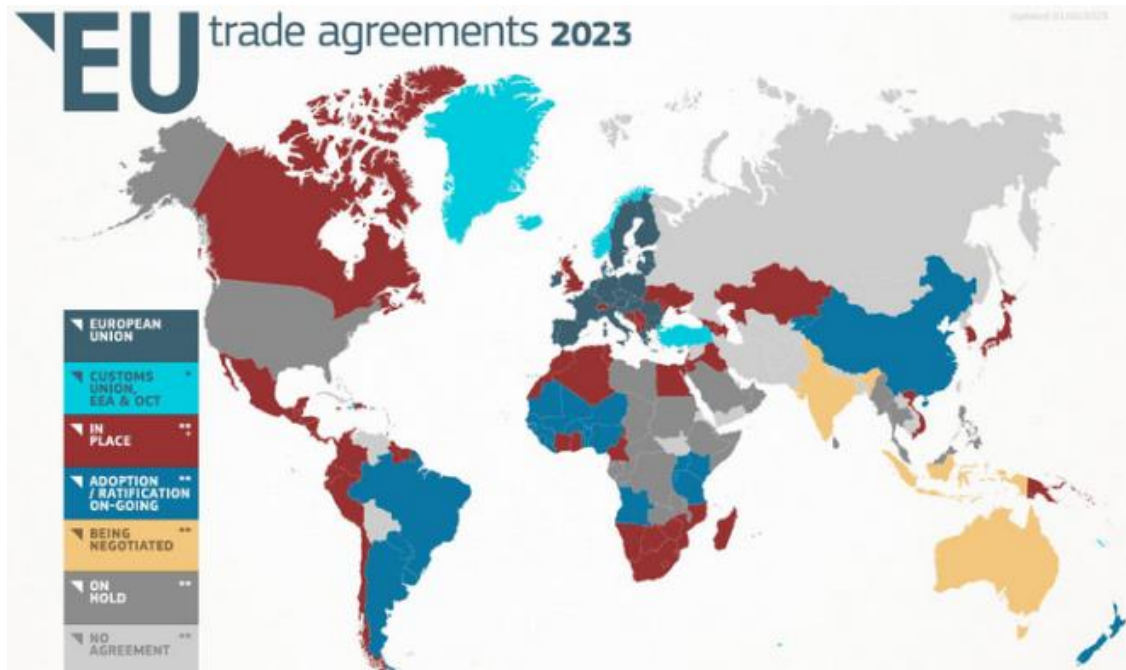 EU trade agreements 2023
EUROPEAN
UNION
CUSTOMS *
UNION,
EEA & OCT
IN **
PLACE *
ADOPTION **
/ RATIFICATION
ON-GOING
BEING **
NEGOTIATED
ON **
HOLD
NO **
AGREEMENT